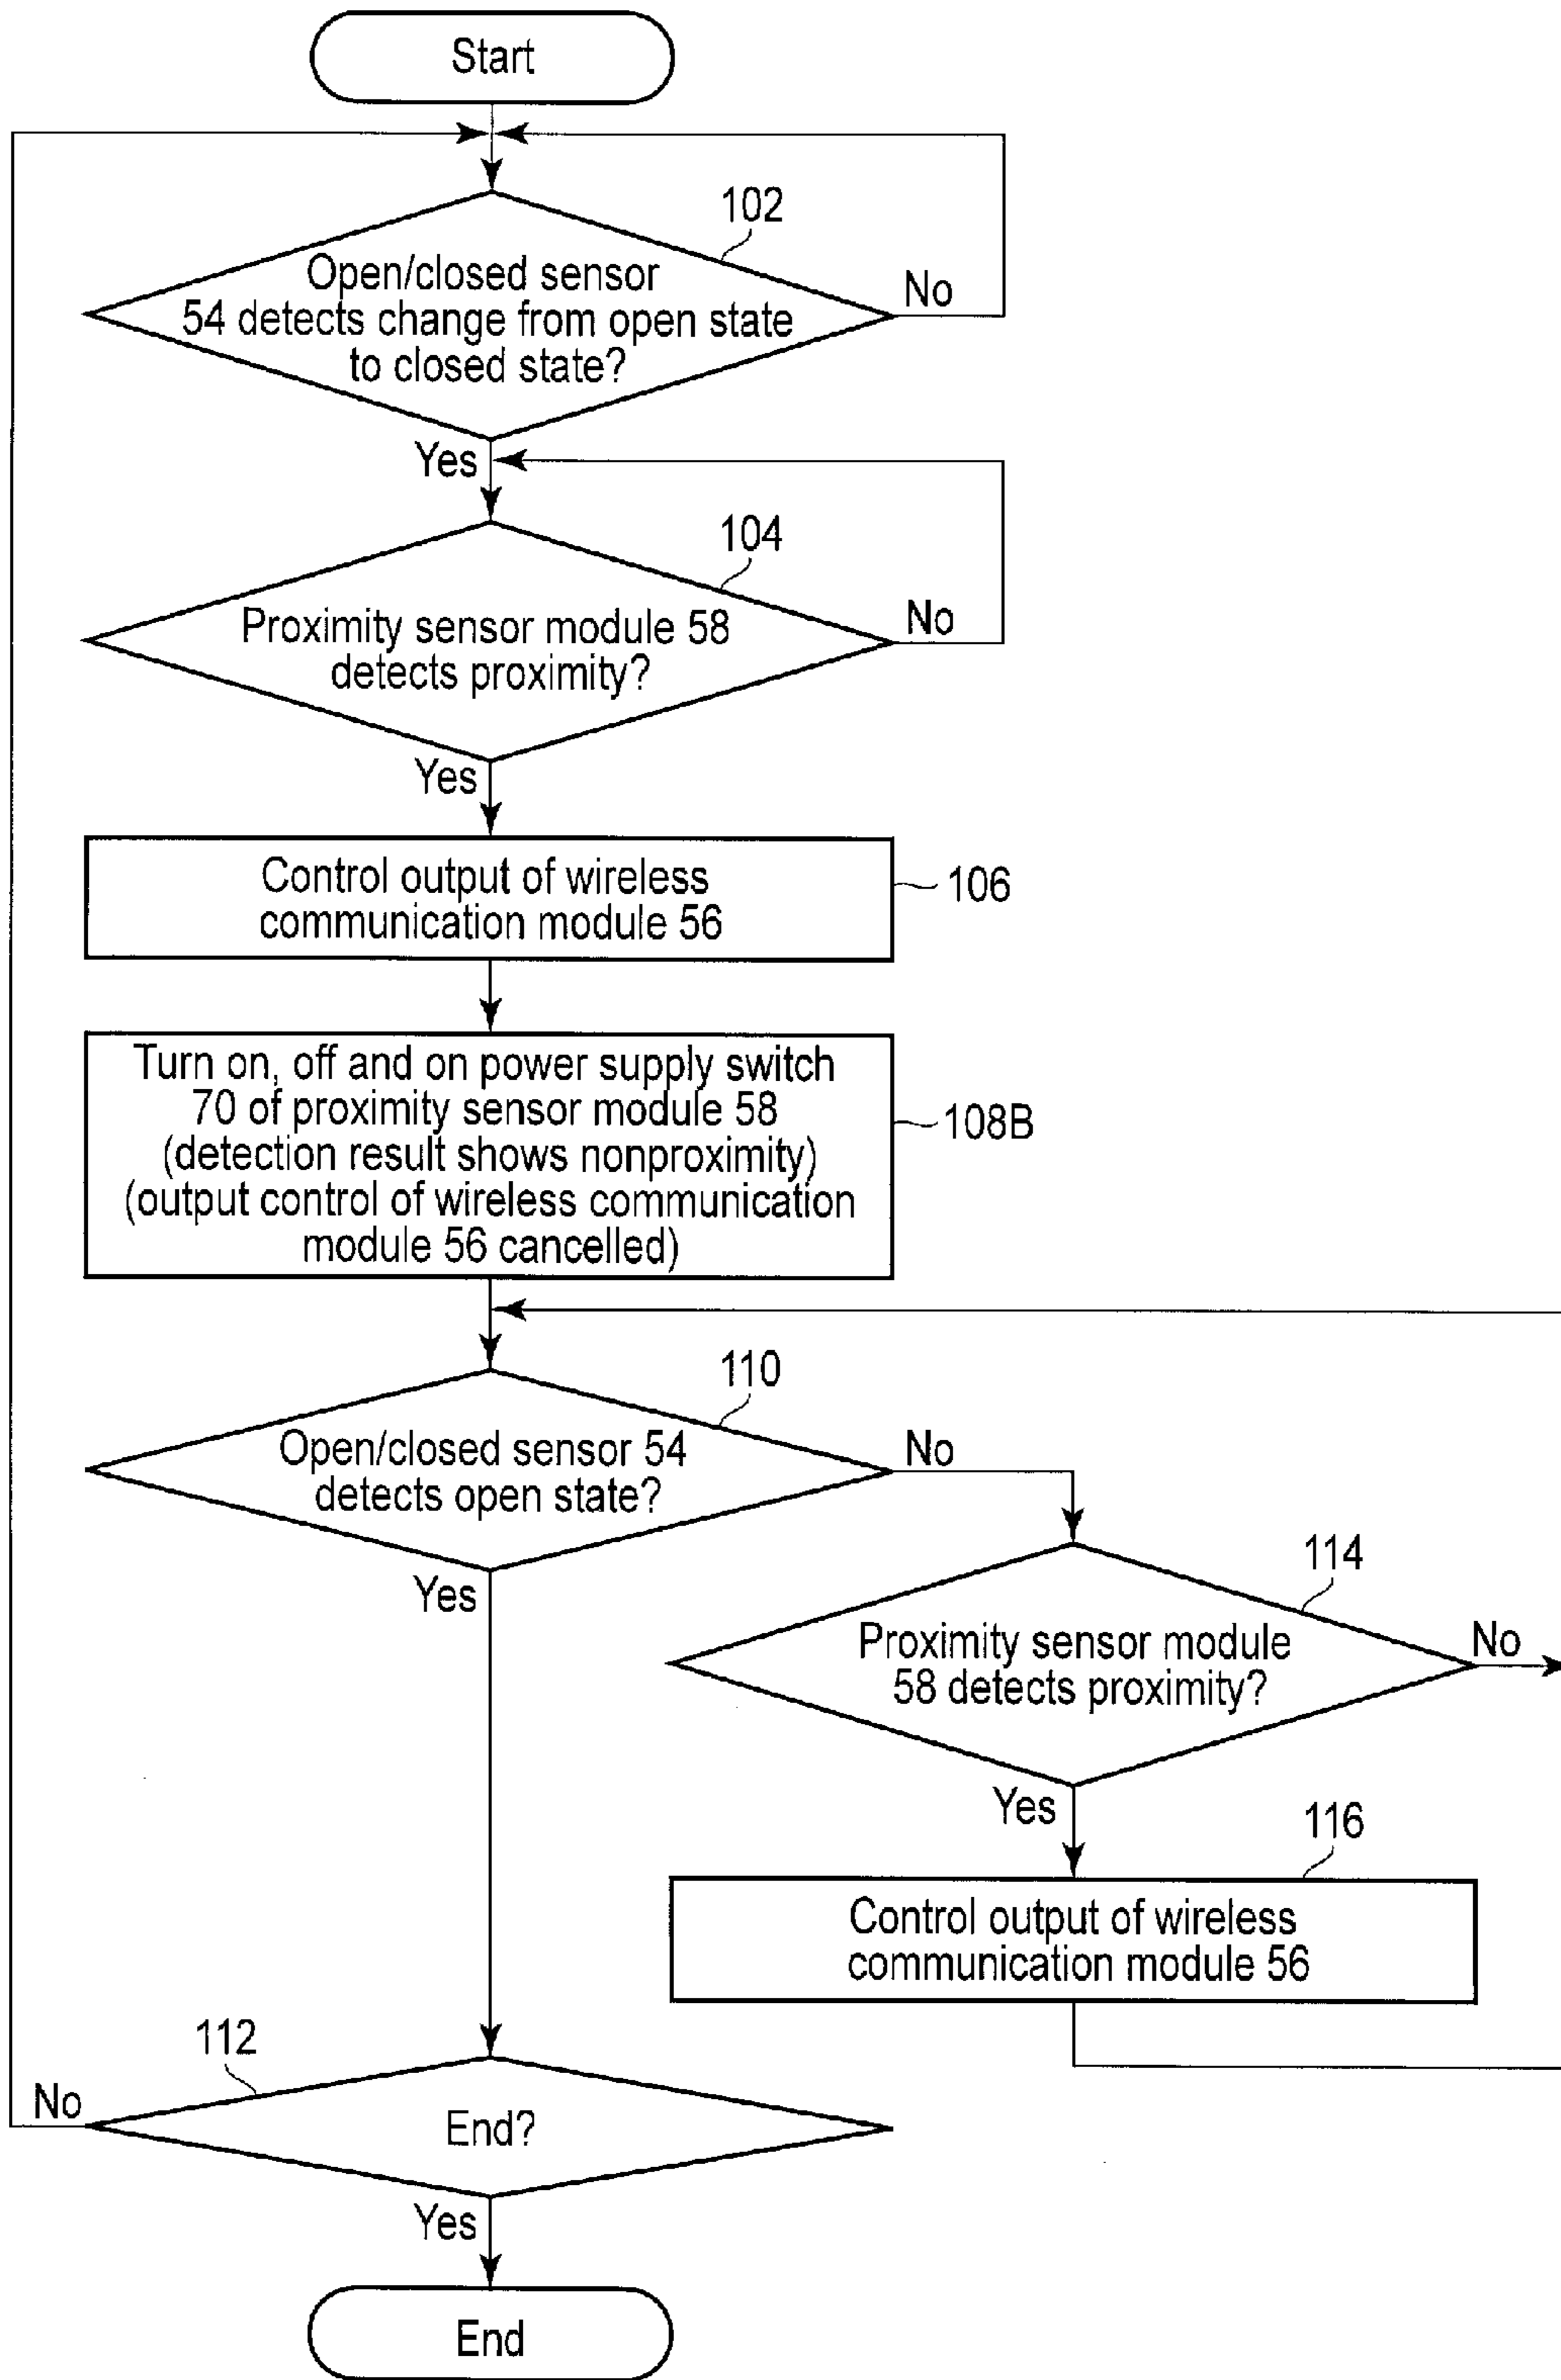 Start
102
Open/closed sensor
54 detects change from open state
to closed state?
No
Yes
104
Proximity sensor module 58
detects proximity?
No
Yes
Control output of wireless
communication module 56
106
Turn on, off and on power supply switch
70 of proximity sensor module 58
(detection result shows nonproximity)
(output control of wireless communication
module 56 cancelled)
108B
110
Open/closed sensor 54
detects open state?
No
Yes
114
Proximity sensor module
58 detects proximity?
No
Yes
116
Control output of wireless
communication module 56
112
No
End?
Yes
End